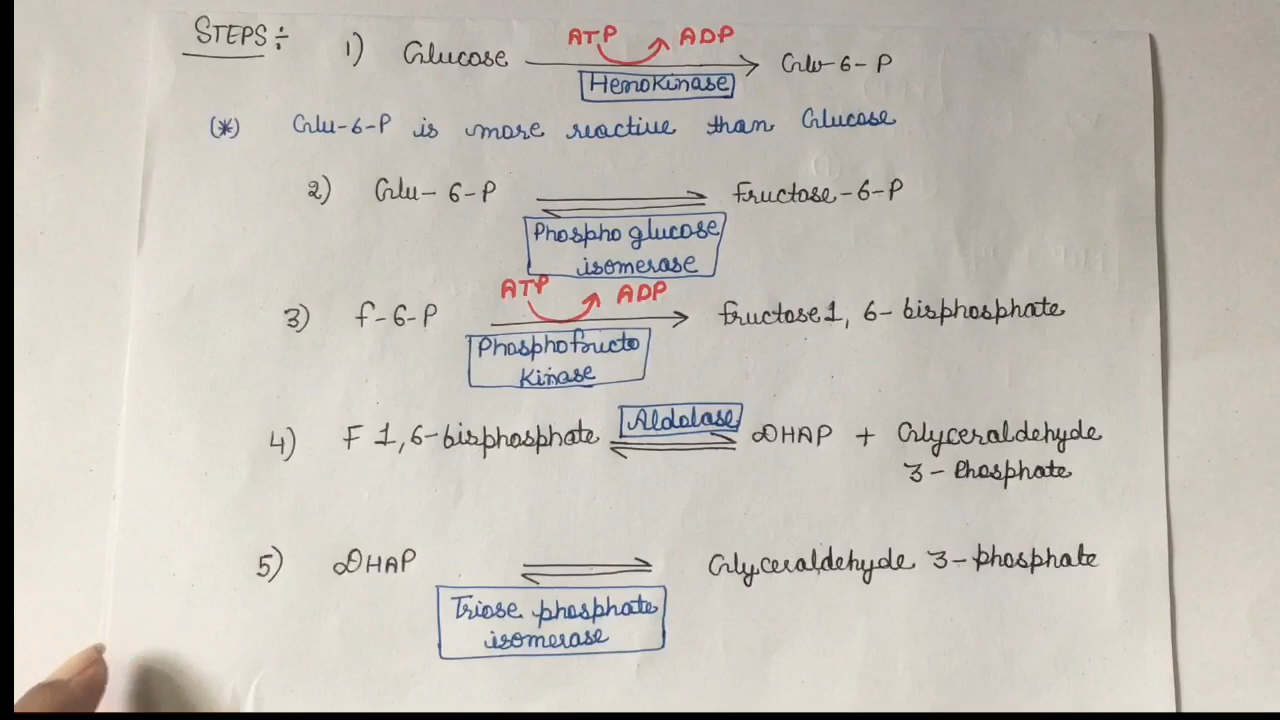 STEPS ÷
1) Glucose ATP ADP Glu-6-P
Hexokinase
(*) Glu-6-P is more reactive than Glucose
2) Glu-6-P fructose-6-P
Phospho glucose
isomerase
ATP ADP
3) f-6-P fructose 1, 6-bisphosphate
Phosphofructo
Kinase
4) F 1,6-bisphosphate Aldolase DHAP + Glyceraldehyde
3-Phosphate
5) DHAP Glyceraldehyde 3-phosphate
Triose phosphate
isomerase